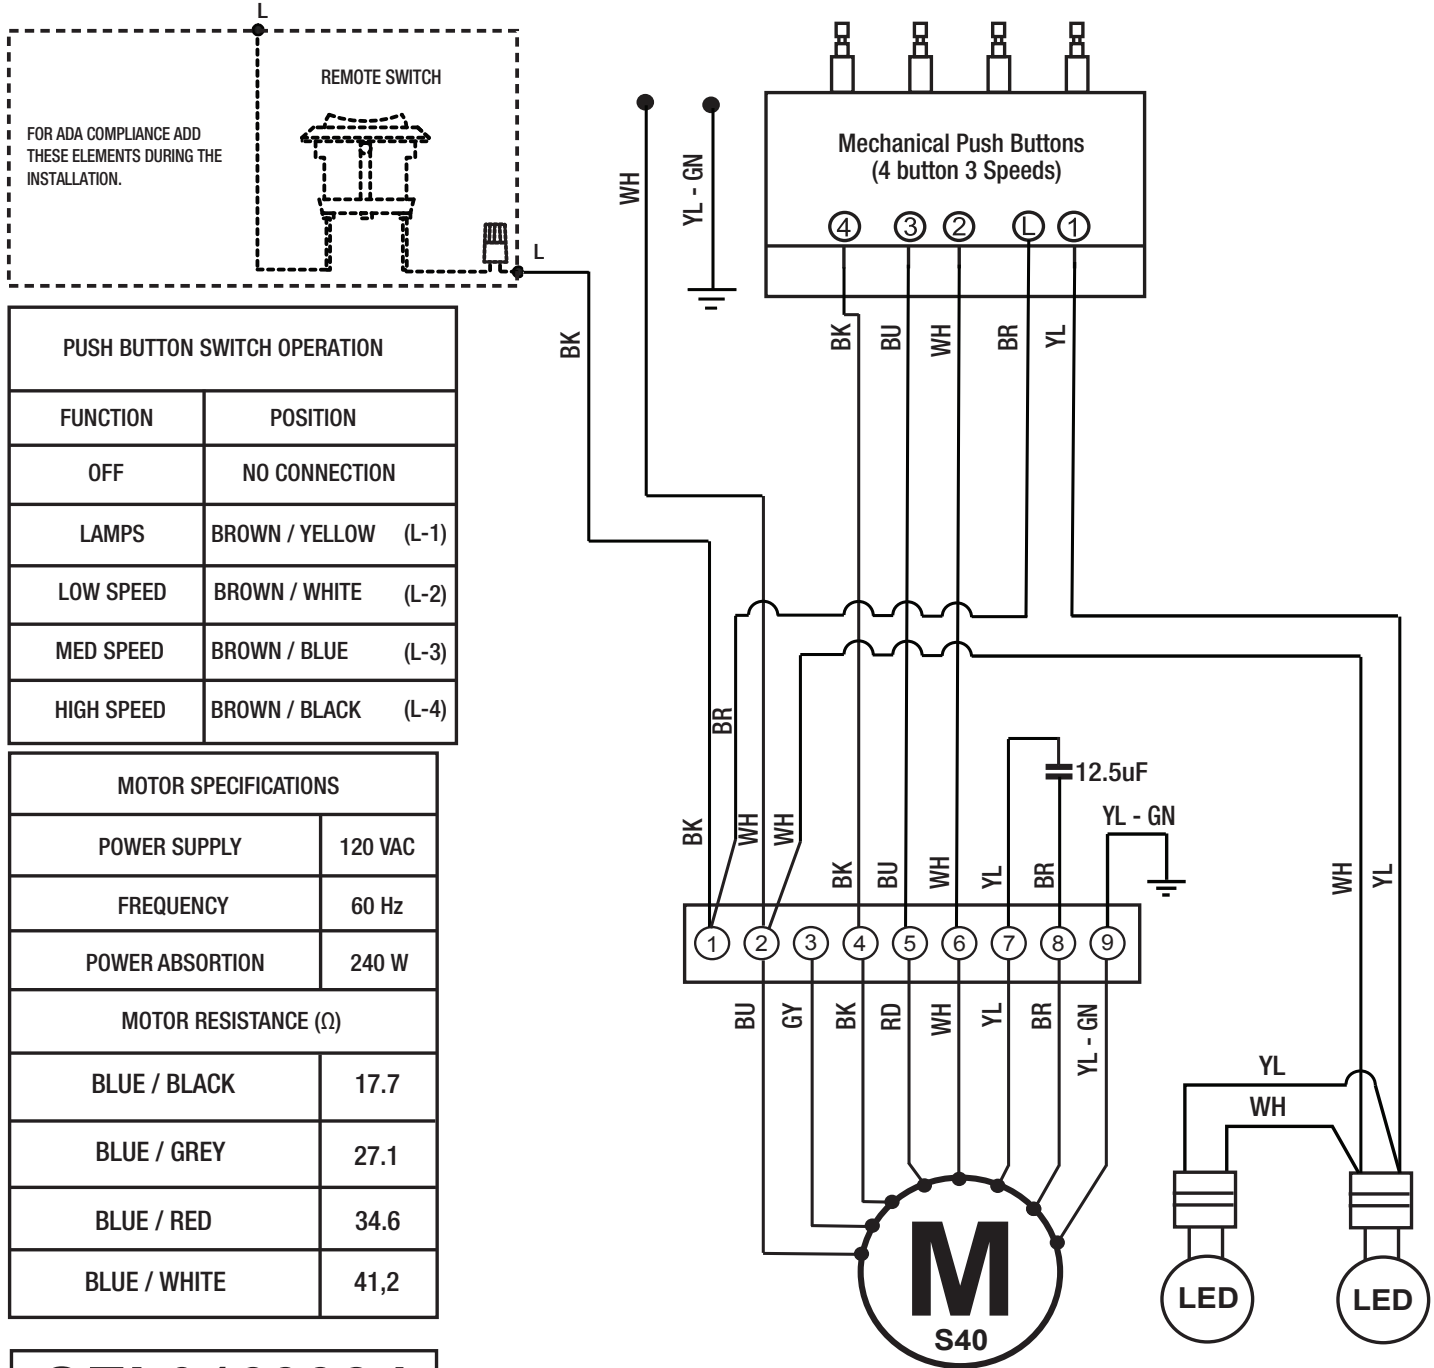 L
REMOTE SWITCH
FOR ADA COMPLIANCE ADD
THESE ELEMENTS DURING THE
INSTALLATION.
L
BK
WH
YL - GN
Mechanical Push Buttons
(4 button 3 Speeds)
4 3 2 L 1
BK BU WH BR YL
PUSH BUTTON SWITCH OPERATION
FUNCTION POSITION
OFF NO CONNECTION
LAMPS BROWN / YELLOW (L-1)
LOW SPEED BROWN / WHITE (L-2)
MED SPEED BROWN / BLUE (L-3)
HIGH SPEED BROWN / BLACK (L-4)
MOTOR SPECIFICATIONS
POWER SUPPLY 120 VAC
FREQUENCY 60 Hz
POWER ABSORTION 240 W
MOTOR RESISTANCE (Ω)
BLUE / BLACK 17.7
BLUE / GREY 27.1
BLUE / RED 34.6
BLUE / WHITE 41,2
BR
12.5uF
YL - GN
BK WH WH BK BU WH YL BR
WH YL
1 2 3 4 5 6 7 8 9
BU GY BK RD WH YL BR YL - GN
YL
WH
M
S40
LED LED